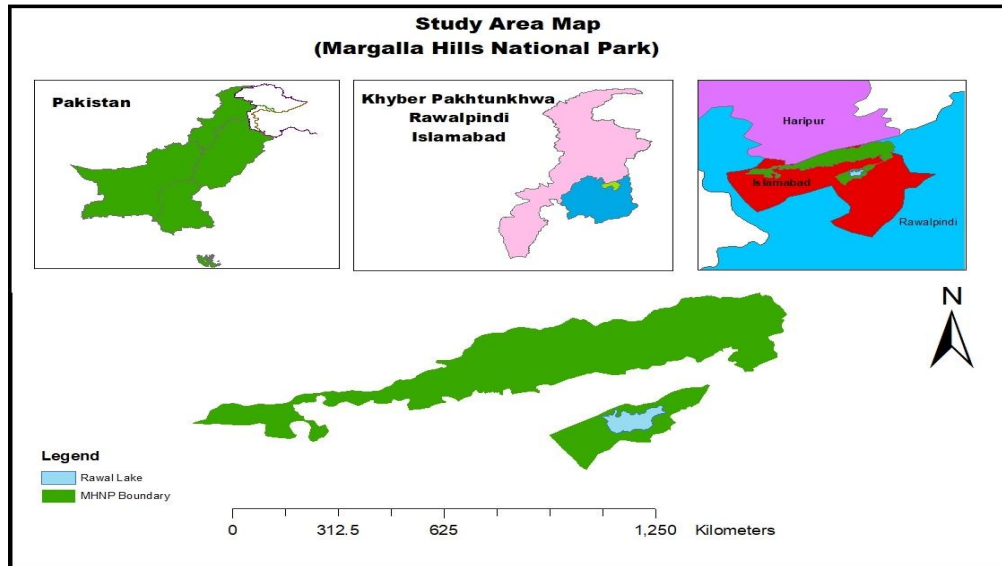 Study Area Map
(Margalla Hills National Park)
Pakistan
Khyber Pakhtunkhwa
Rawalpindi
Islamabad
Haripur
Islamabad
Rawalpindi
N
Legend
Rawal Lake
MHNP Boundary
0 312.5 625 1,250 Kilometers